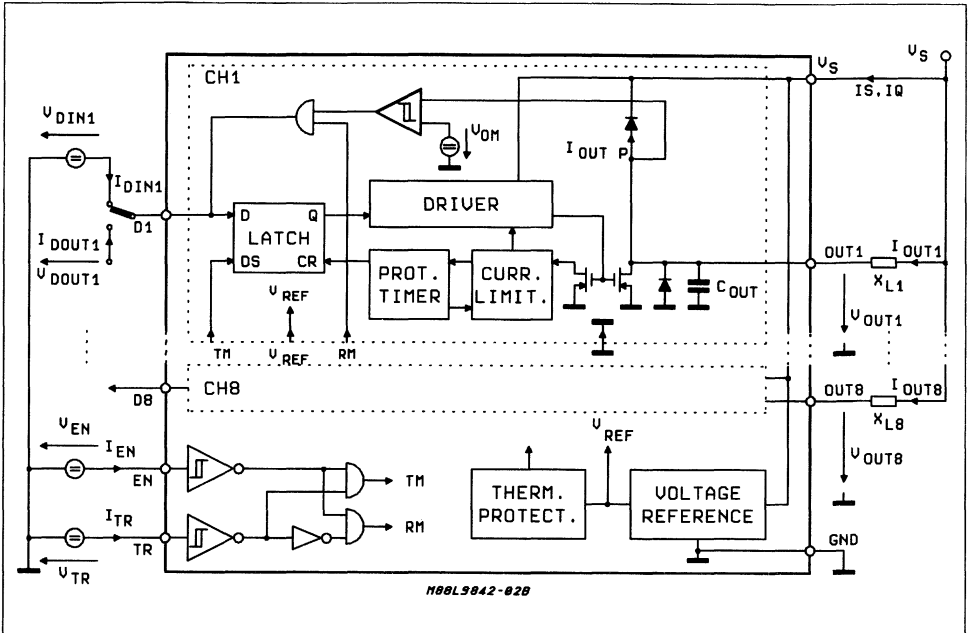 V_S
V_S
CH1
IS, IQ
V_DIN1
V_OM
I_OUT P
I_DIN1
DRIVER
D1
D Q
LATCH
DS CR
I_DOUT1
V_DOUT1
PROT.
TIMER
CURR.
LIMIT.
OUT1
I_OUT1
X_L1
C_OUT
V_REF
V_OUT1
TM
V_REF
RM
CH8
D8
OUT8
I_OUT8
X_L8
V_EN
I_EN
EN
V_REF
V_OUT8
TM
THERM.
PROTECT.
VOLTAGE
REFERENCE
I_TR
TR
RM
GND
V_TR
M88L9842-02B